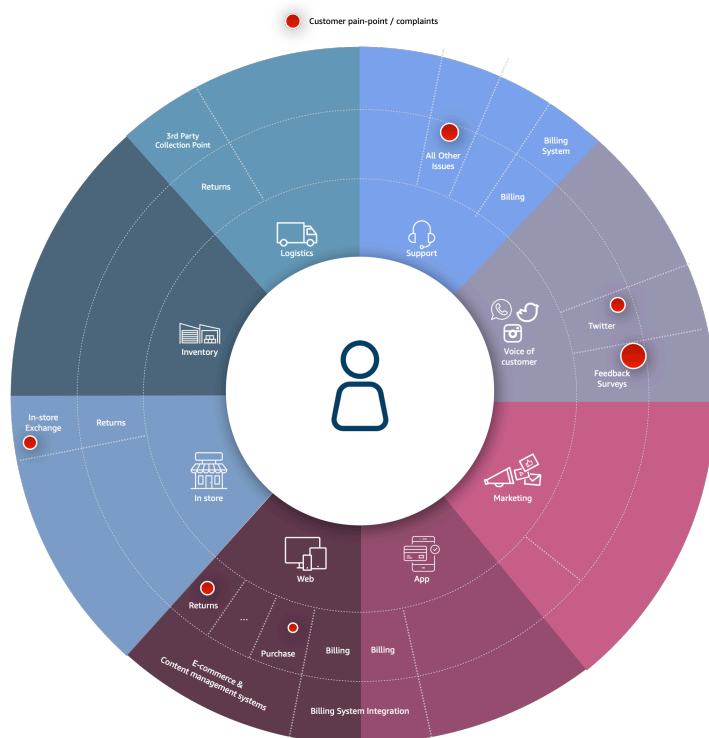 Customer pain-point / complaints
3rd Party
Collection Point
Returns
Logistics
All Other
Issues
Billing
System
Billing
Support
Twitter
Feedback
Surveys
Voice of
customer
Inventory
In-store
Exchange
Returns
In store
Marketing
Web
App
Returns
...
Purchase
Billing
Billing
E-commerce &
Content management systems
Billing System Integration